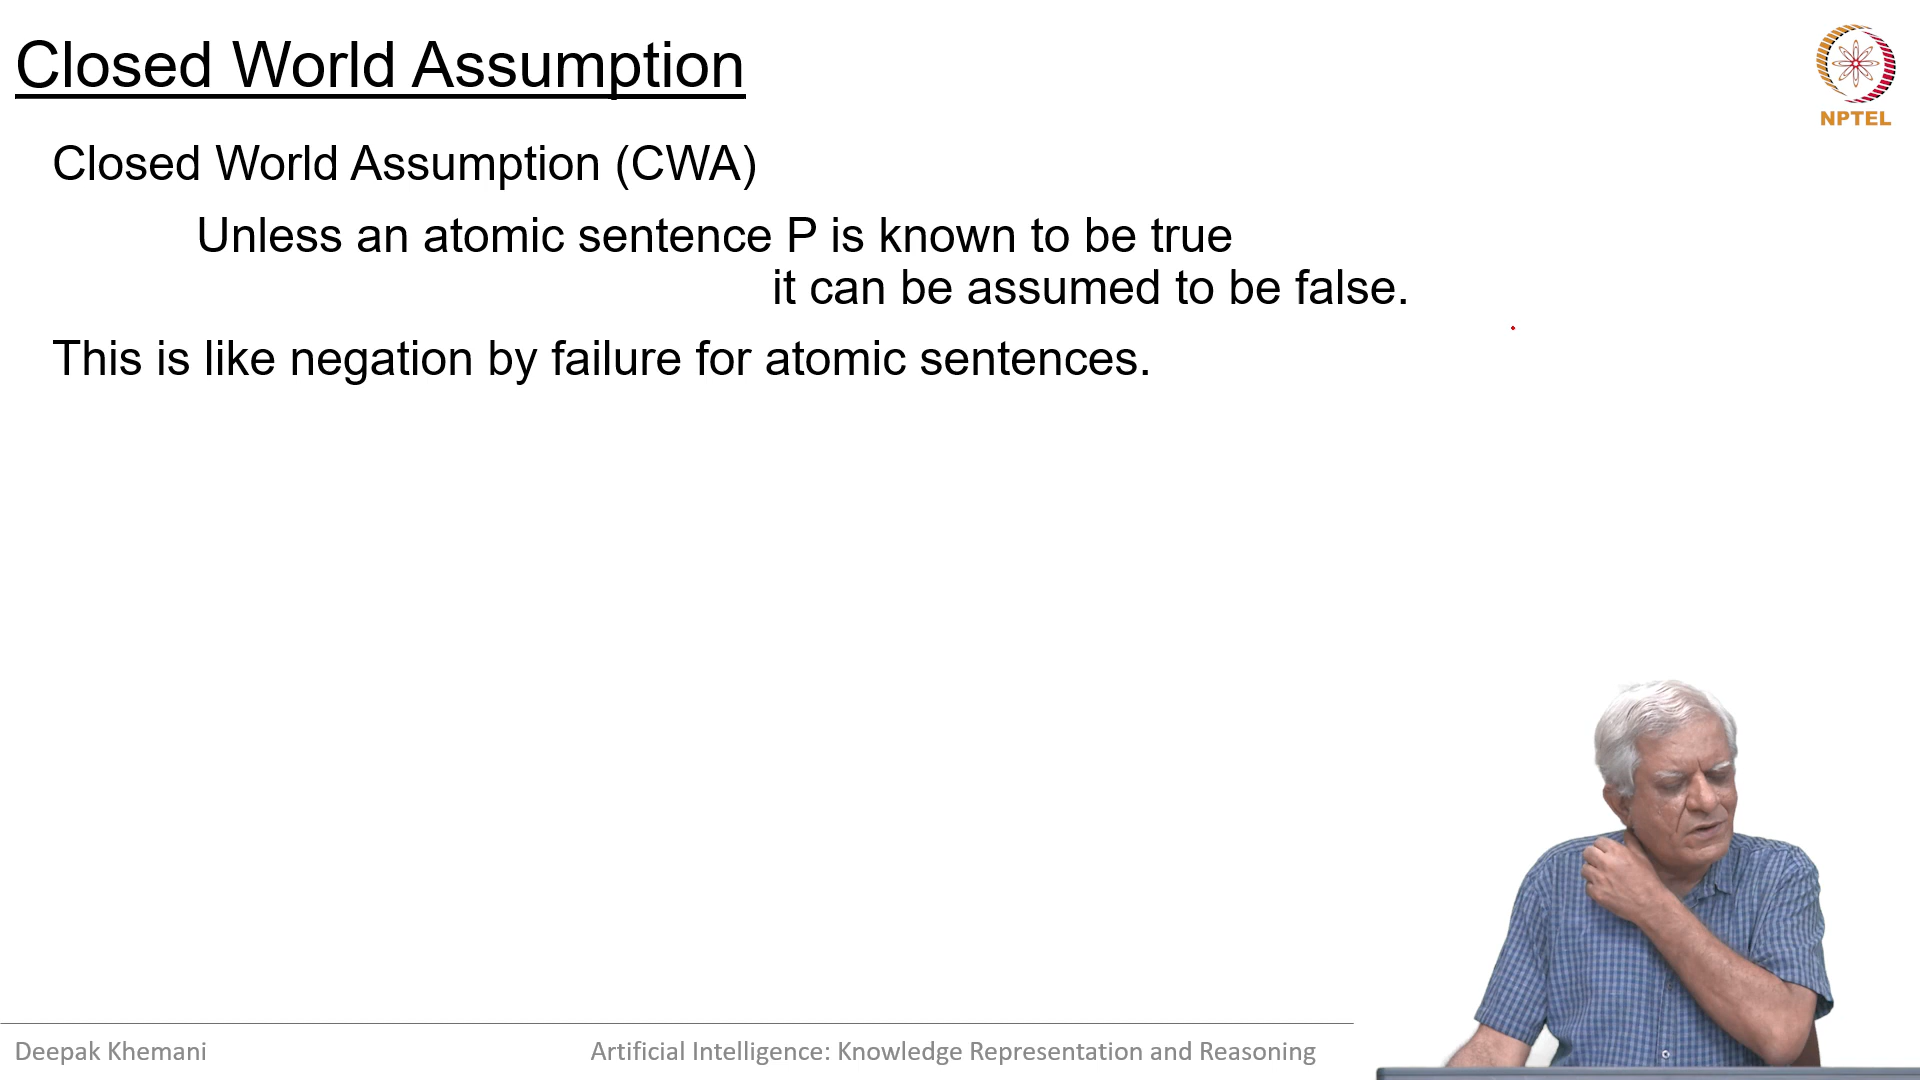 Closed World Assumption
NPTEL
Closed World Assumption (CWA)
Unless an atomic sentence P is known to be true
it can be assumed to be false.
This is like negation by failure for atomic sentences.
Deepak Khemani
Artificial Intelligence: Knowledge Representation and Reasoning